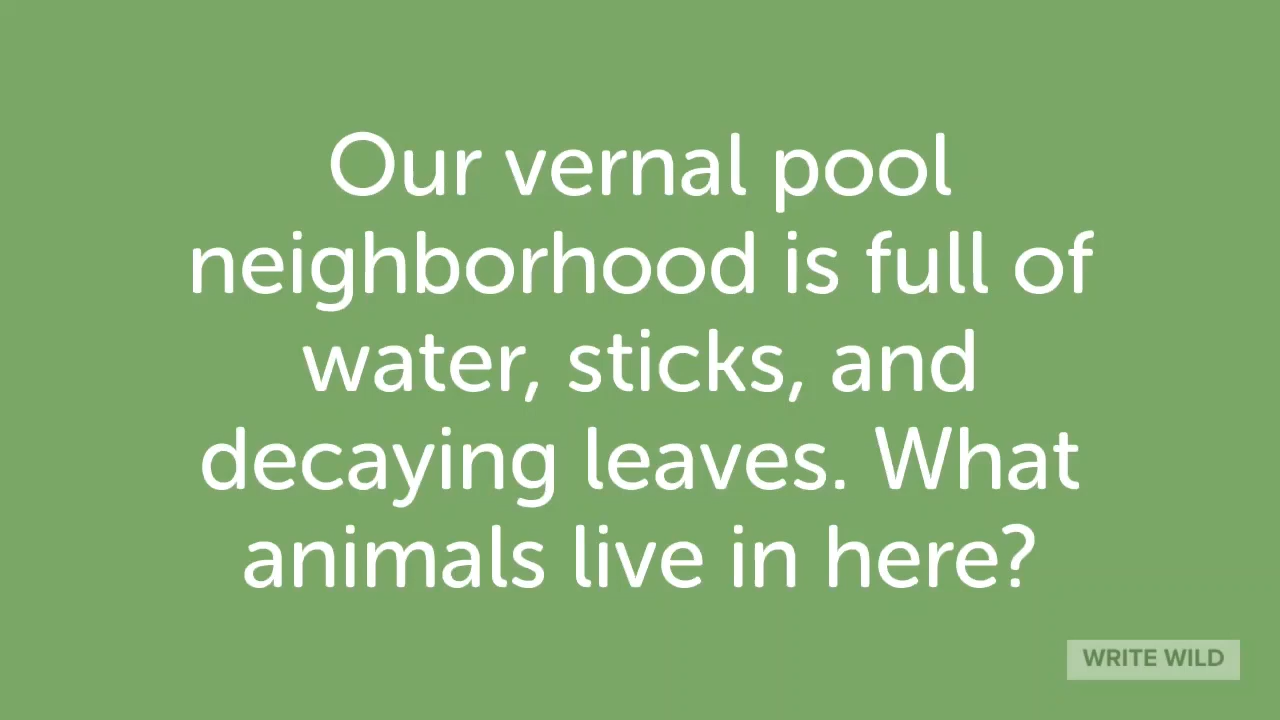 Our vernal pool
neighborhood is full of
water, sticks, and
decaying leaves. What
animals live in here?
WRITE WILD